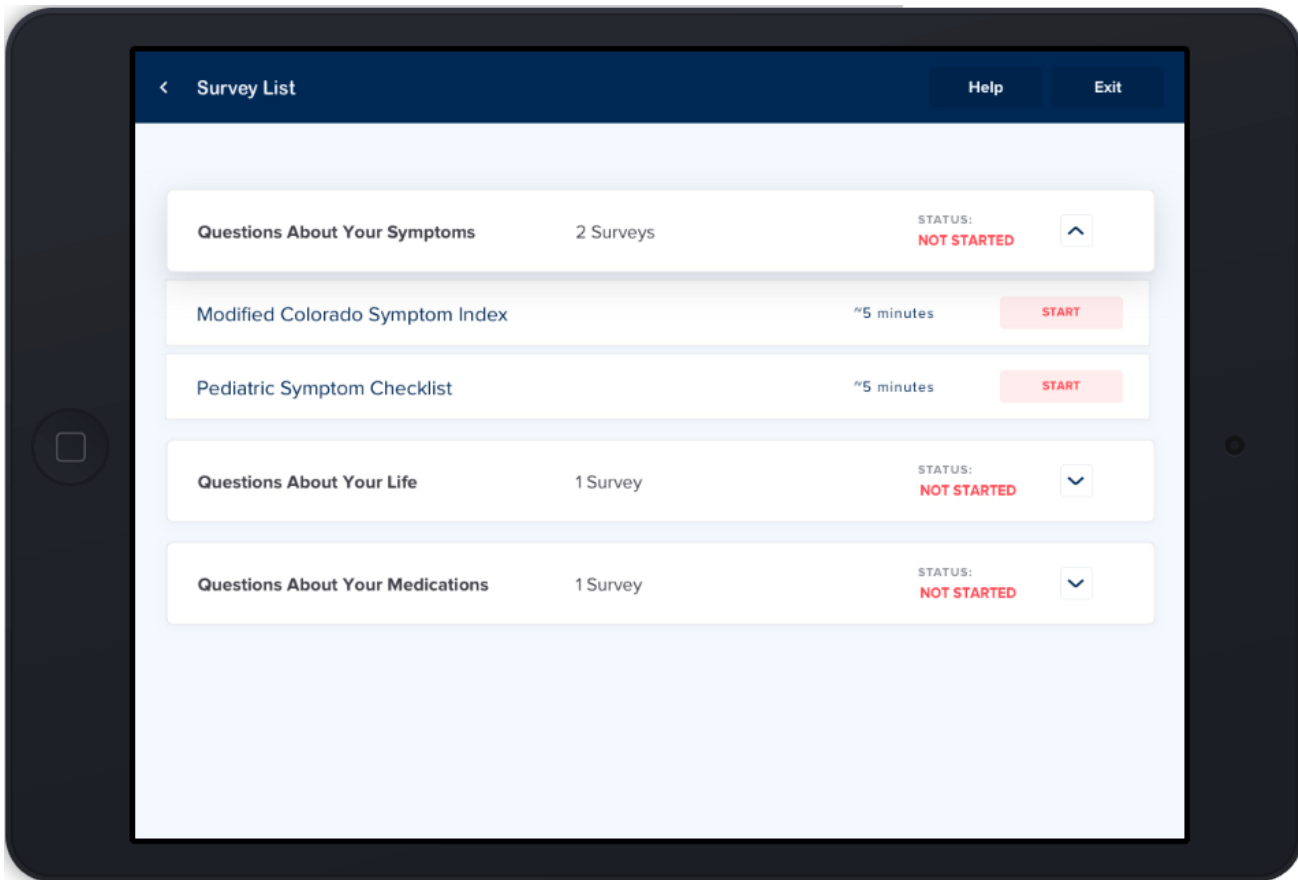 Survey List Help Exit
Questions About Your Symptoms 2 Surveys STATUS: NOT STARTED
Modified Colorado Symptom Index ~5 minutes START
Pediatric Symptom Checklist ~5 minutes START
Questions About Your Life 1 Survey STATUS: NOT STARTED
Questions About Your Medications 1 Survey STATUS: NOT STARTED